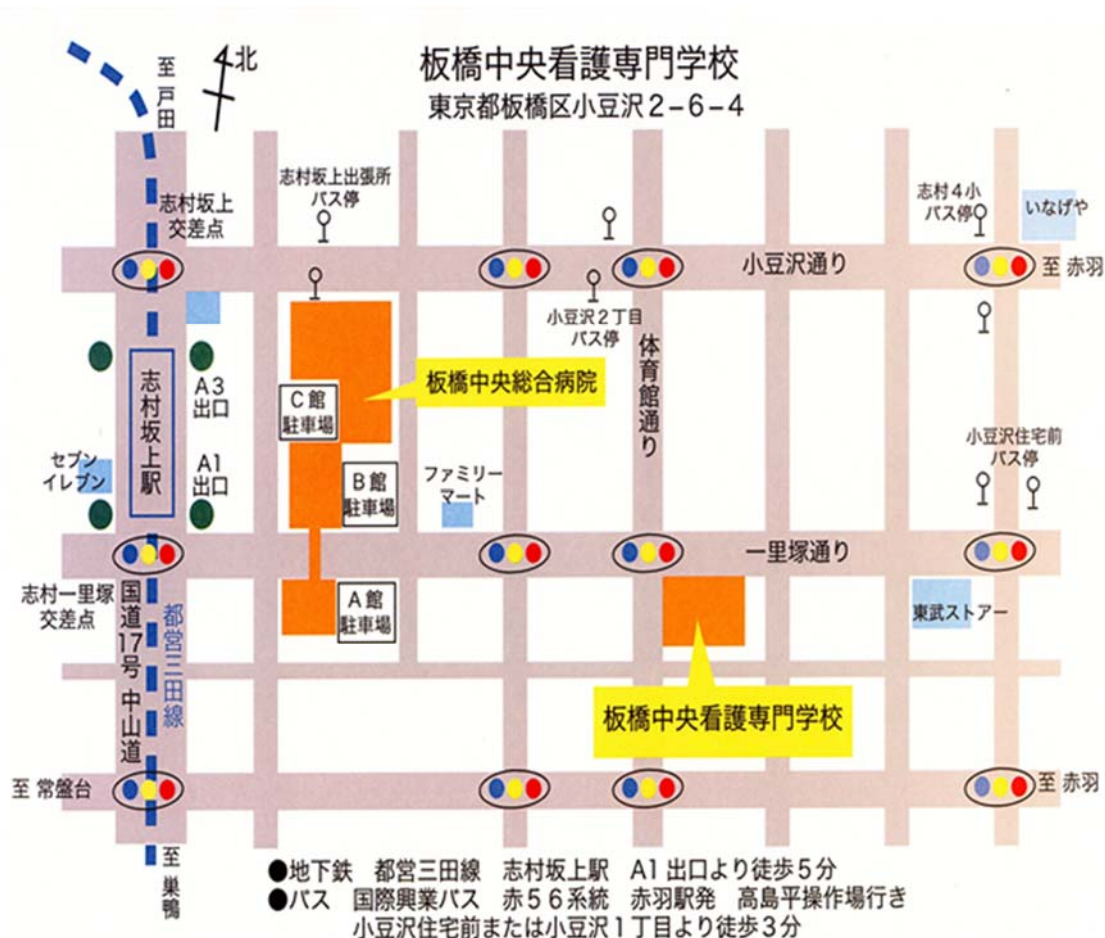 板橋中央看護専門学校
東京都板橋区小豆沢2-6-4
北
至 戸田
志村坂上
交差点
志村坂上出張所
バス停
志村4小
バス停
いなげや
小豆沢通り
至 赤羽
小豆沢2丁目
バス停
体育館通り
板橋中央総合病院
C館
駐車場
A3
出口
志村坂上駅
A1
出口
セブン
イレブン
B館
駐車場
ファミリー
マート
小豆沢住宅前
バス停
一里塚通り
志村一里塚
交差点
国道17号 中山道
都営三田線
A館
駐車場
東武ストアー
板橋中央看護専門学校
至 常盤台
至 赤羽
至 巣鴨
●地下鉄 都営三田線 志村坂上駅 A1出口より徒歩5分
●バス 国際興業バス 赤56系統 赤羽駅発 高島平操作場行き
小豆沢住宅前または小豆沢1丁目より徒歩3分